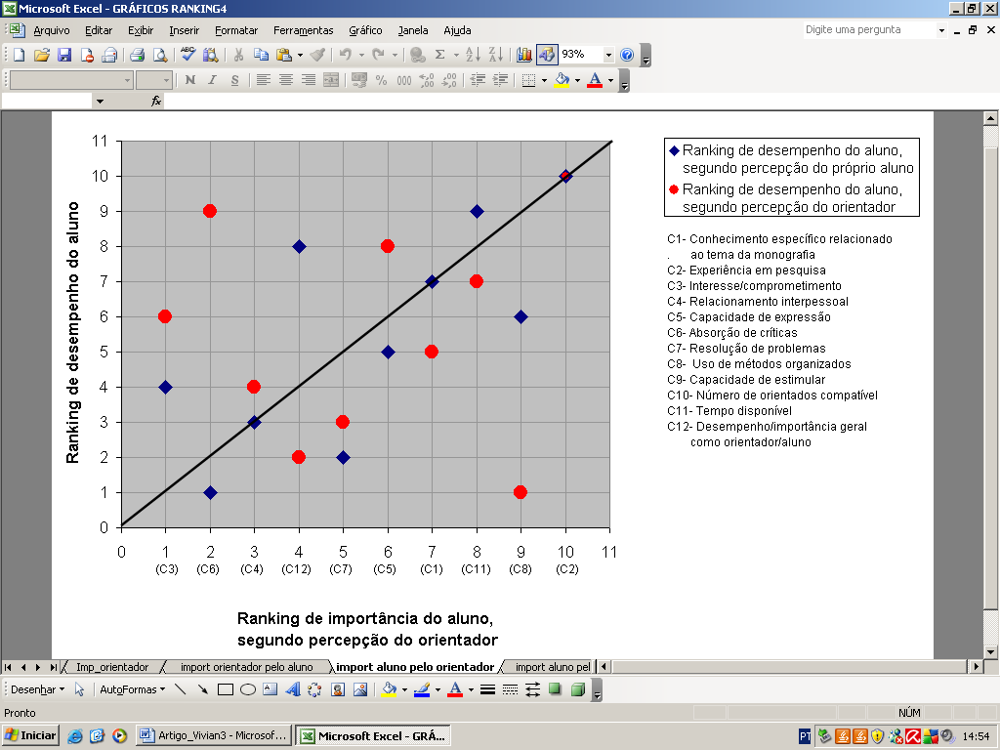 Microsoft Excel - GRÁFICOS RANKING4
Arquivo Editar Exibir Inserir Formatar Ferramentas Gráfico Janela Ajuda
Digite uma pergunta
93%
N I S
% 000
fx
11
10
9
8
7
6
5
4
3
2
1
0
Ranking de desempenho do aluno
0 1 2 3 4 5 6 7 8 9 10 11
(C3) (C6) (C4) (C12) (C7) (C5) (C1) (C11) (C8) (C2)
Ranking de importância do aluno,
segundo percepção do orientador
Ranking de desempenho do aluno,
segundo percepção do próprio aluno
Ranking de desempenho do aluno,
segundo percepção do orientador
C1- Conhecimento específico relacionado
. ao tema da monografia
C2- Experiência em pesquisa
C3- Interesse/comprometimento
C4- Relacionamento interpessoal
C5- Capacidade de expressão
C6- Absorção de críticas
C7- Resolução de problemas
C8- Uso de métodos organizados
C9- Capacidade de estimular
C10- Número de orientados compatível
C11- Tempo disponível
C12- Desempenho/importância geral
como orientador/aluno
Imp_orientador import orientador pelo aluno import aluno pelo orientador import aluno pel
Desenhar AutoFormas
Pronto
NÚM
Iniciar Artigo_Vivian3 - Microsof... Microsoft Excel - GRÁ... PT 14:54